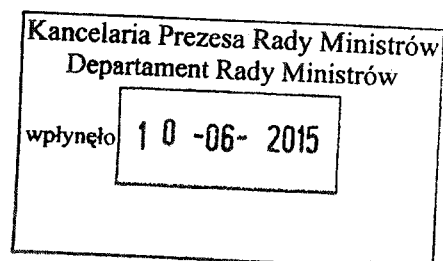 Kancelaria Prezesa Rady Ministrów
Departament Rady Ministrów
wpłynęło 10 -06- 2015